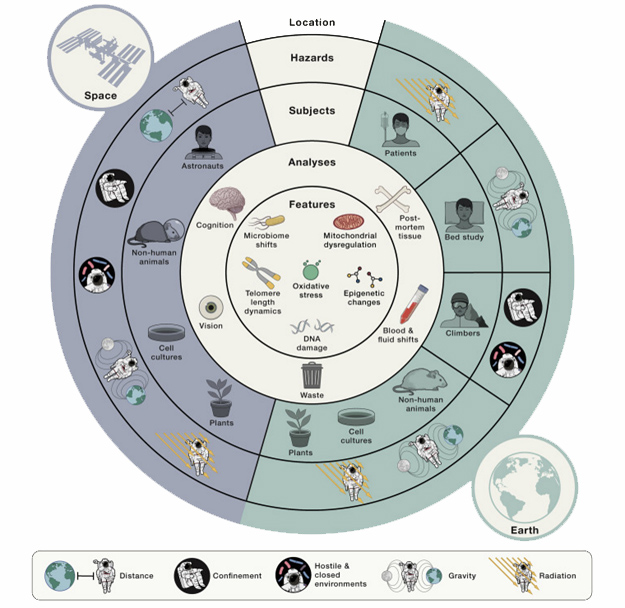 Location
Hazards
Space
Subjects
Patients
Astronauts
Analyses
Features
Cognition
Microbiome
shifts
Mitochondrial
dysregulation
Post-
mortem
tissue
Bed study
Non-human
animals
Telomere
length
dynamics
Oxidative
stress
Epigenetic
changes
Vision
Blood &
fluid shifts
Climbers
DNA
damage
Cell
cultures
Waste
Non-human
animals
Plants
Cell
cultures
Plants
Earth
Distance
Confinement
Hostile &
closed
environments
Gravity
Radiation